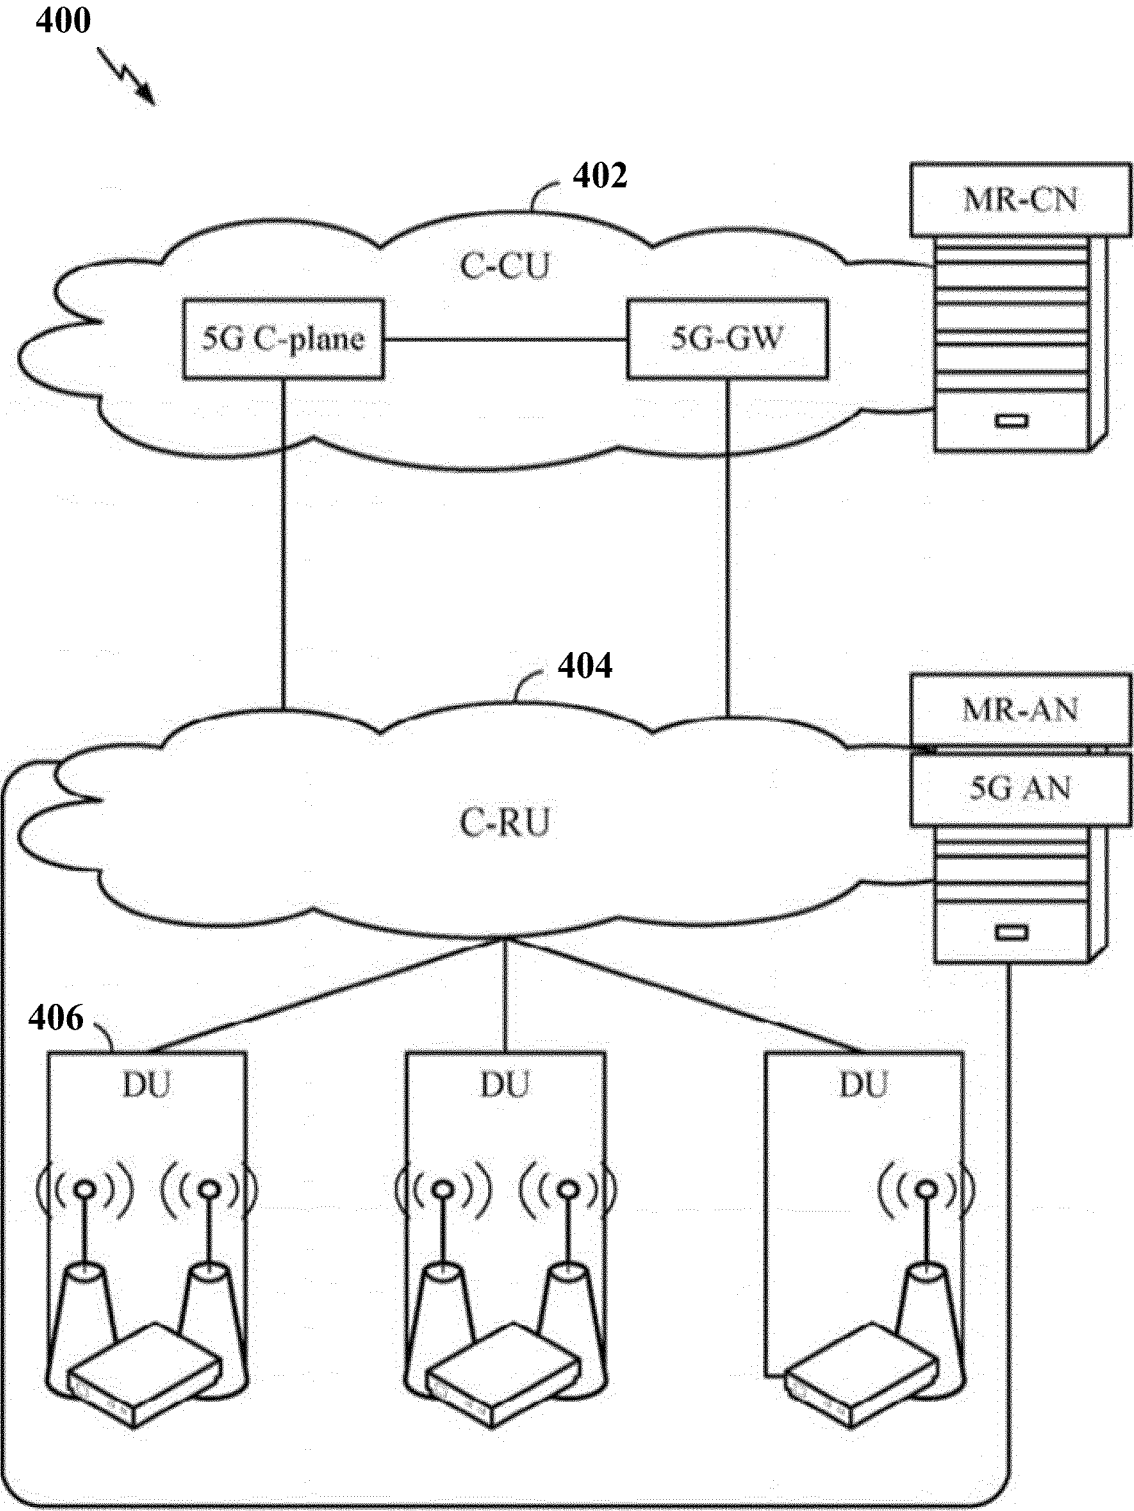 400
402
MR-CN
C-CU
5G C-plane
5G-GW
404
MR-AN
5G AN
C-RU
406
DU
DU
DU